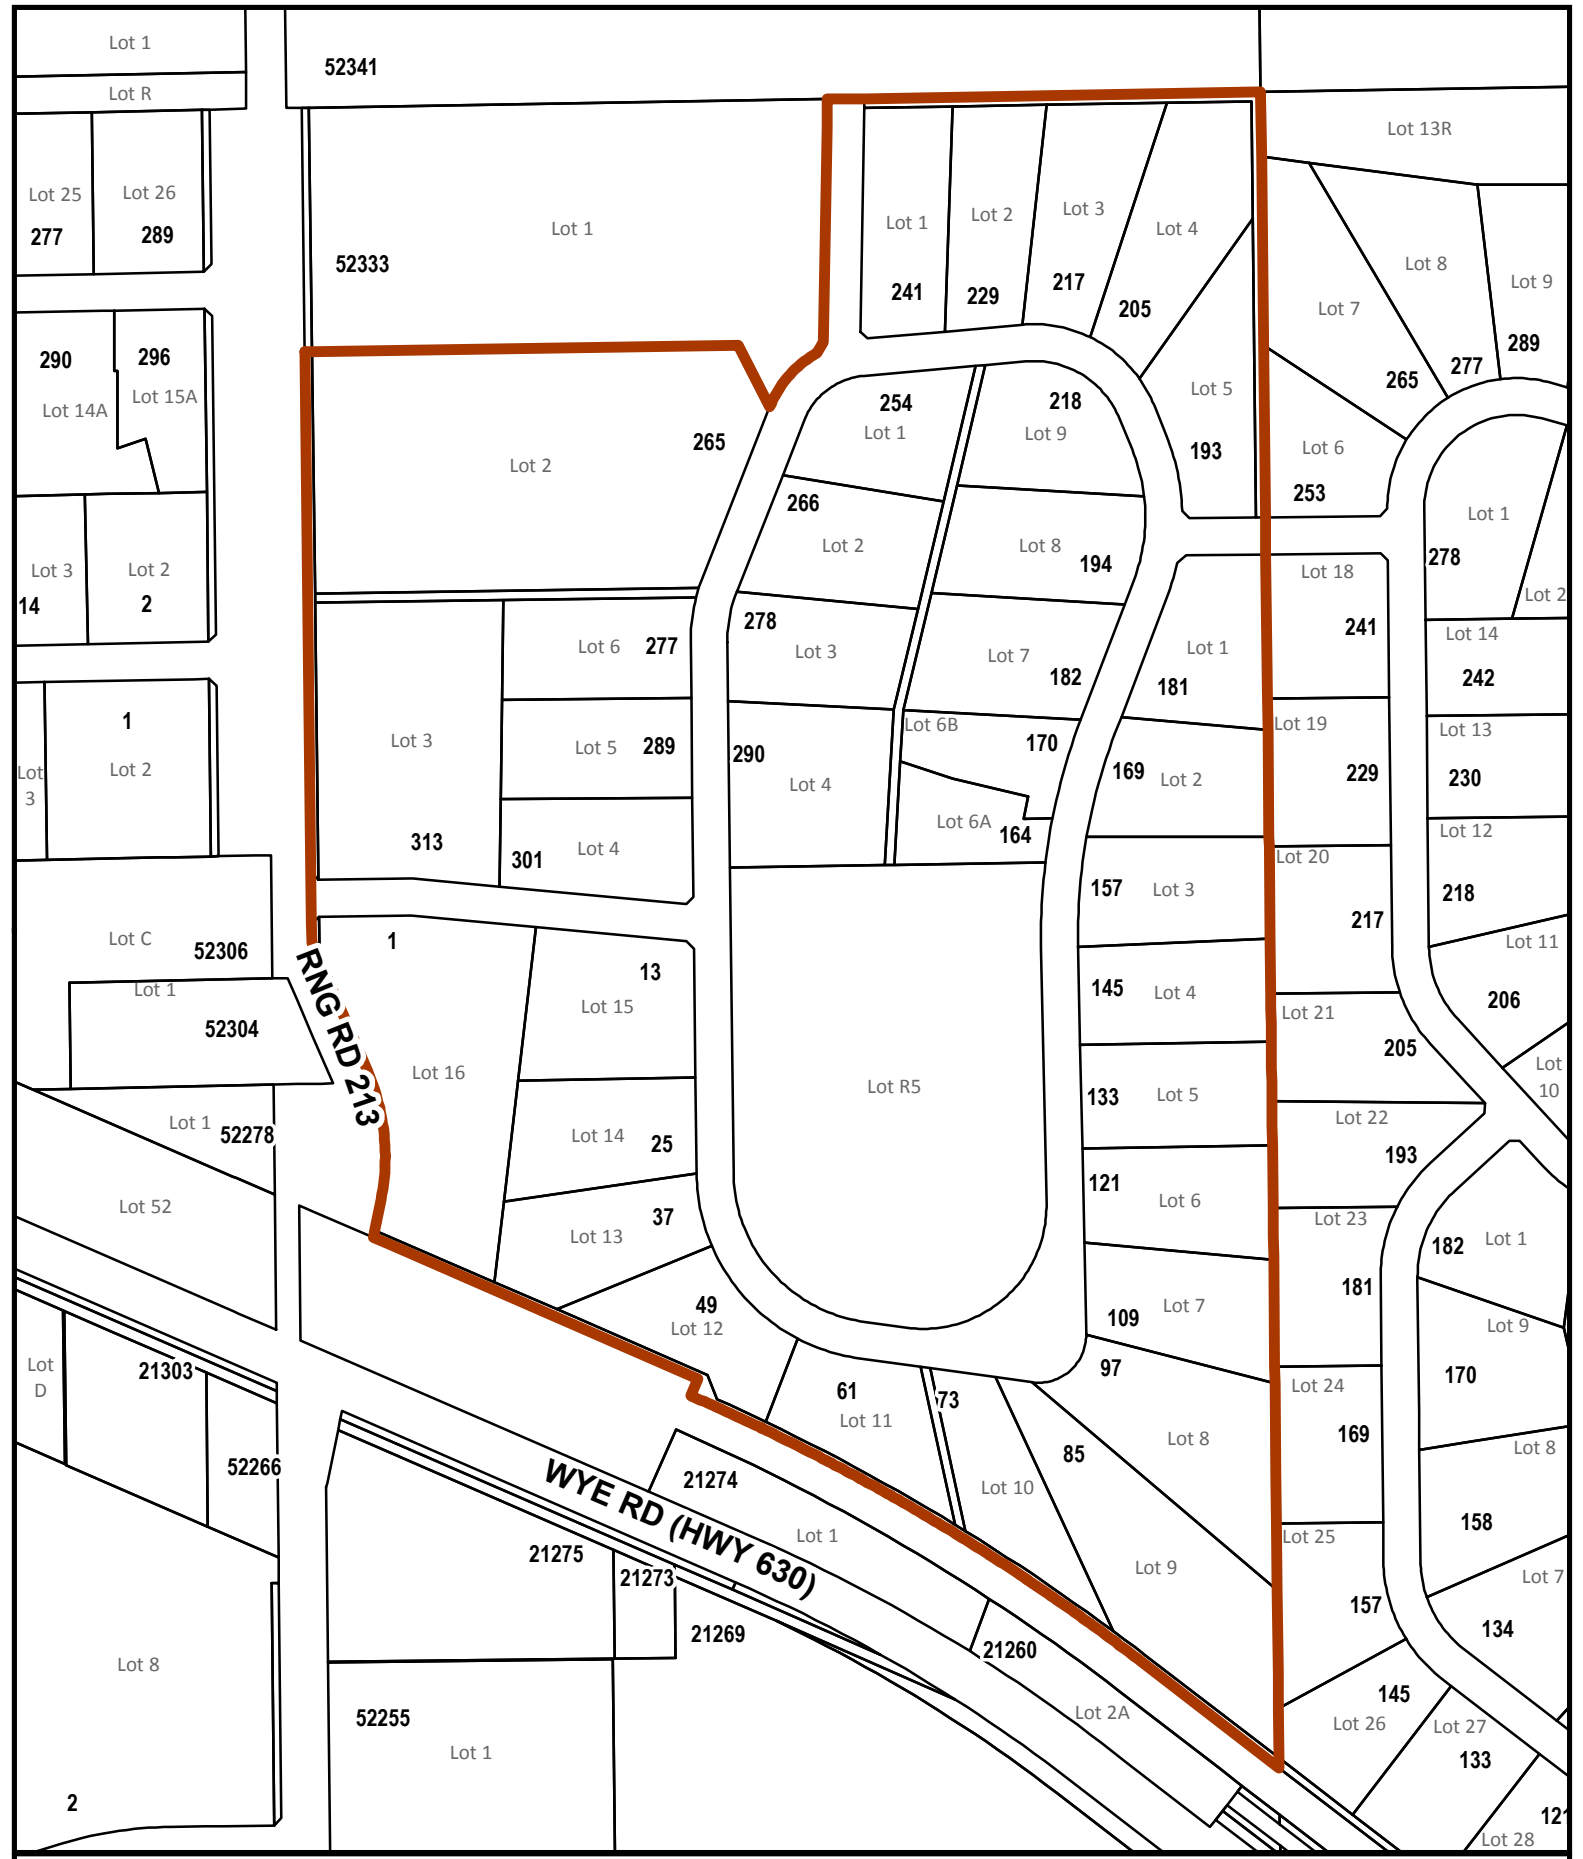 Lot 1
52341
Lot R
Lot 13R
Lot 25
277
Lot 26
289
Lot 1
52333
Lot 1
241
Lot 2
229
Lot 3
217
Lot 4
205
Lot 7
265
Lot 8
277
Lot 9
289
290
Lot 14A
296
Lot 15A
Lot 2
265
254
Lot 1
218
Lot 9
Lot 5
193
Lot 6
253
Lot 1
278
Lot 2
Lot 3
14
Lot 2
2
266
Lot 2
Lot 8
194
Lot 18
241
Lot 14
242
Lot 6
277
278
Lot 3
Lot 7
182
Lot 1
181
1
Lot 2
Lot
3
Lot 3
313
Lot 5
289
290
Lot 4
Lot 6B
170
169
Lot 2
Lot 19
229
Lot 13
230
301
Lot 4
Lot 6A
164
Lot 12
218
Lot 20
217
157
Lot 3
Lot C
52306
Lot 1
52304
1
Lot 16
13
Lot 15
145
Lot 4
Lot 21
205
Lot 11
206
RNG RD 213
Lot R5
133
Lot 5
Lot
10
Lot 1
52278
Lot 14
25
Lot 22
193
Lot 52
37
Lot 13
121
Lot 6
Lot 23
181
182
Lot 1
49
Lot 12
109
Lot 7
Lot 9
170
Lot
D
21303
61
Lot 11
73
97
Lot 8
Lot 24
169
Lot 8
158
52266
21274
85
Lot 10
WYE RD (HWY 630)
Lot 1
Lot 25
157
21275
21273
Lot 9
Lot 7
134
21269
21260
Lot 8
2
52255
Lot 1
Lot 2A
145
Lot 26
Lot 27
133
121
Lot 28